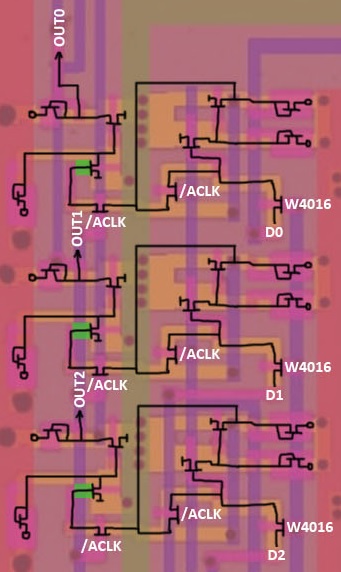 OUT0
/ACLK
W4016
/ACLK
D0
OUT1
/ACLK
W4016
/ACLK
D1
OUT2
/ACLK
W4016
/ACLK
D2